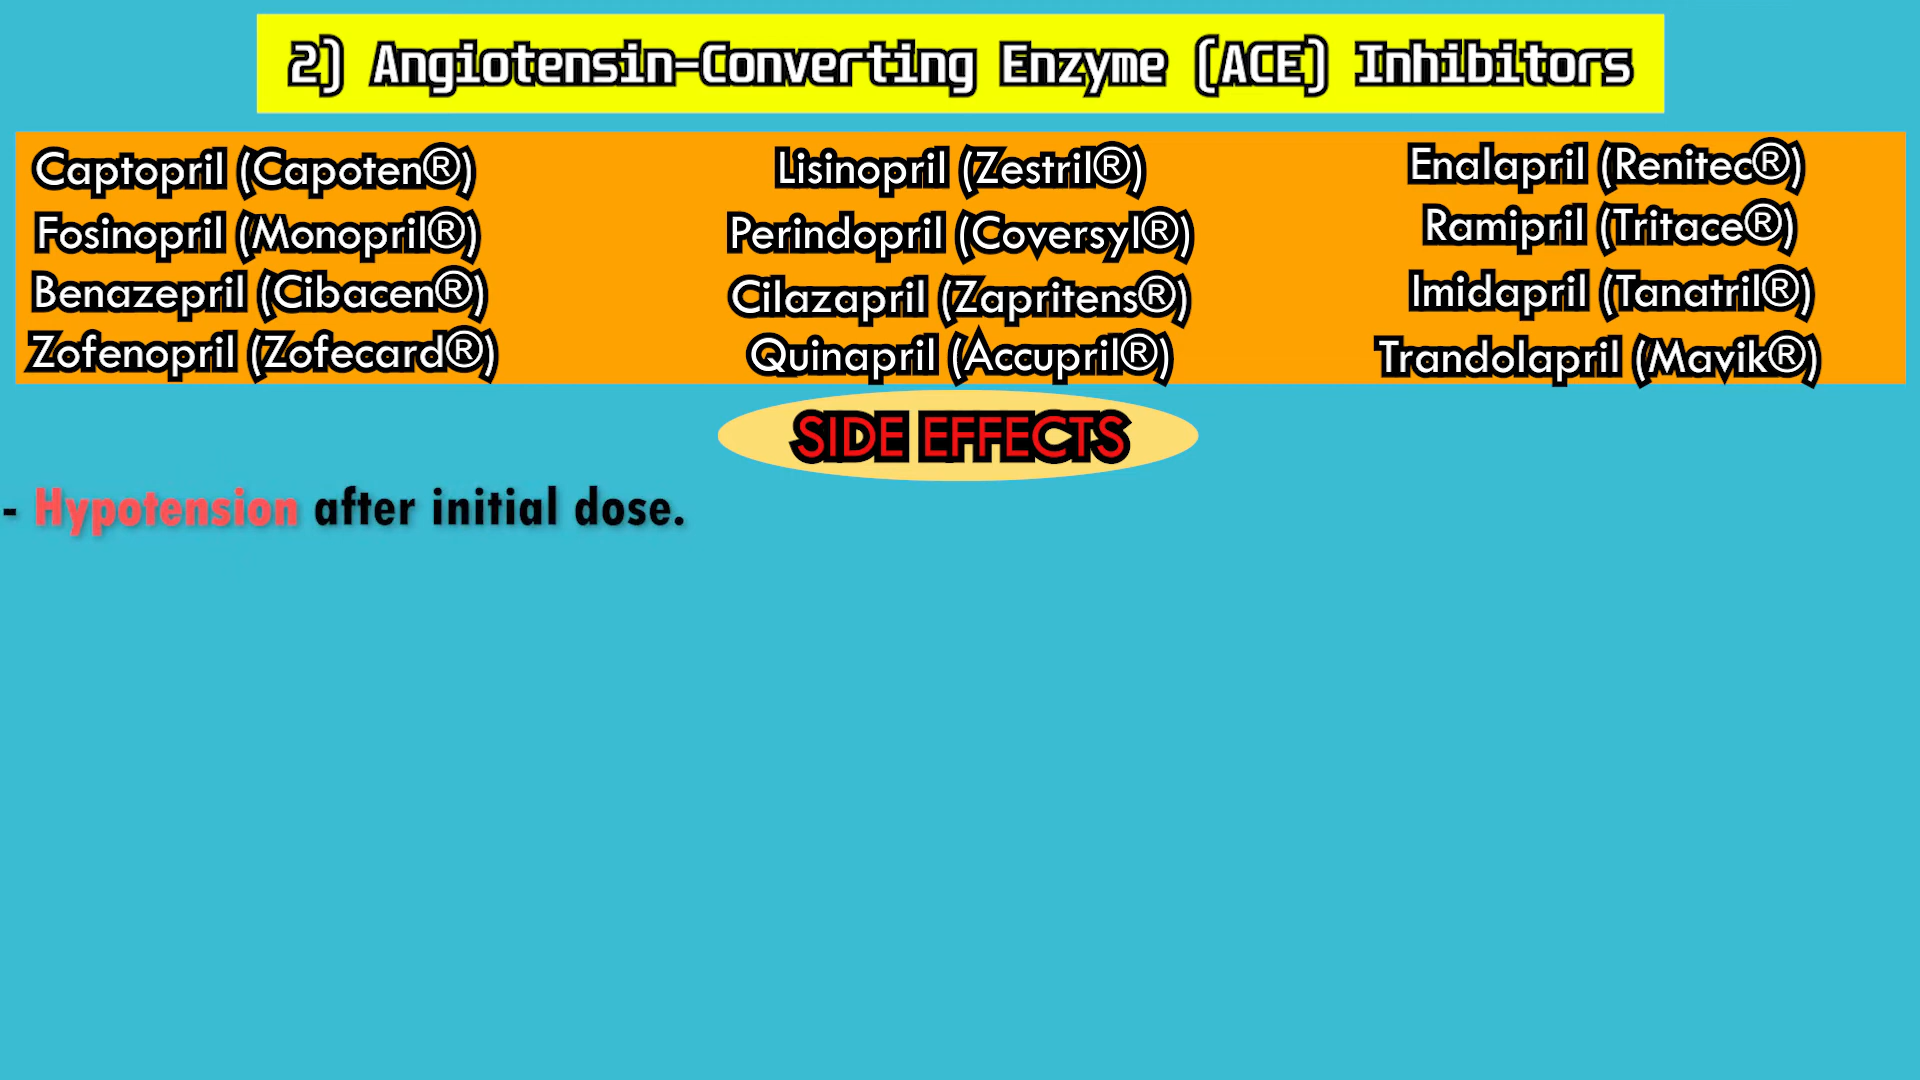 2) Angiotensin-Converting Enzyme (ACE) Inhibitors
Captopril (Capoten®) Lisinopril (Zestril®) Enalapril (Renitec®)
Fosinopril (Monopril®) Perindopril (Coversyl®) Ramipril (Tritace®)
Benazepril (Cibacen®) Cilazapril (Zapritens®) Imidapril (Tanatril®)
Zofenopril (Zofecard®) Quinapril (Accupril®) Trandolapril (Mavik®)
SIDE EFFECTS
- Hypotension after initial dose.